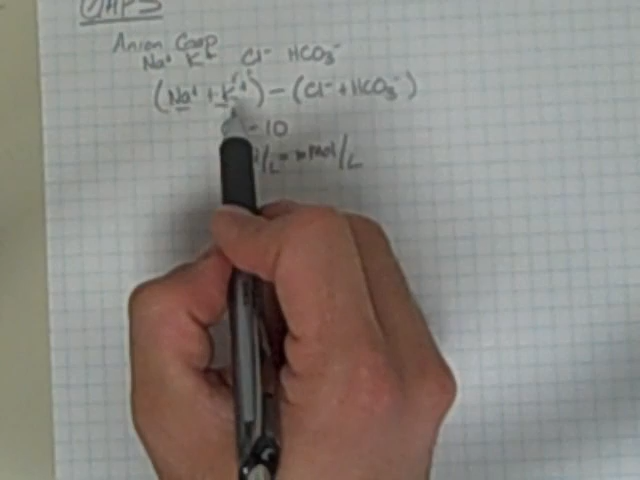 Anion Gap
Na⁺ K⁺ Cl⁻ HCO₃⁻
(Na⁺ + K⁺) - (Cl⁻ + HCO₃⁻)
-10
/L = mmol/L